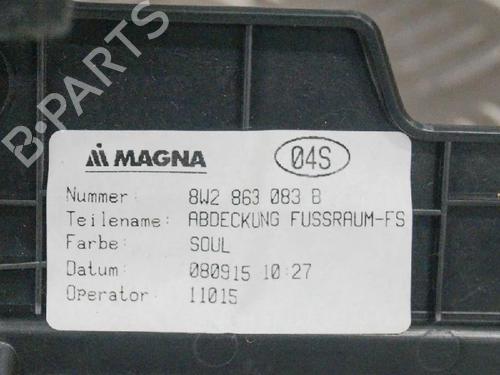 B-PARTS
MAGNA 04S
Nummer: 8W2 863 083 B
Teilename: ABDECKUNG FUSSRAUM-FS
Farbe: SOUL
Datum: 080915 10:27
Operator: 11015